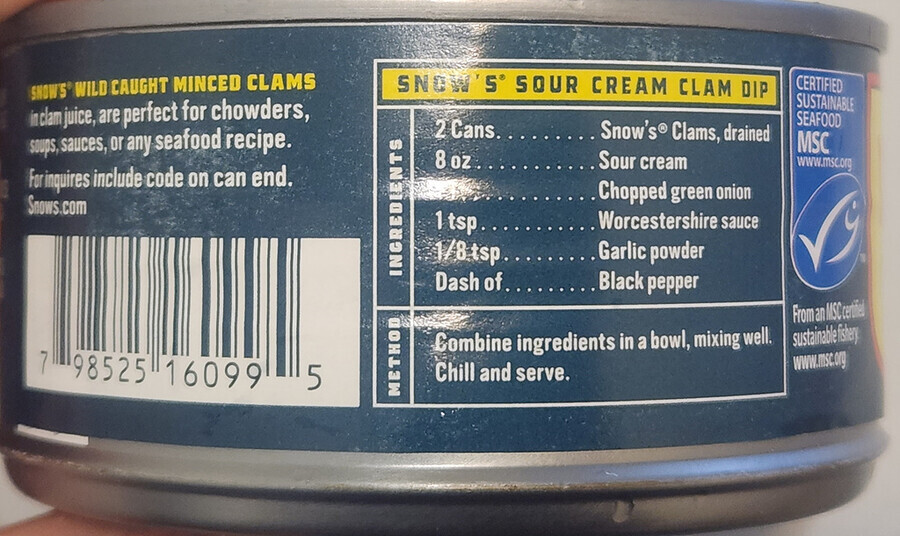 SNOW'S® WILD CAUGHT MINCED CLAMS
in clam juice, are perfect for chowders,
soups, sauces, or any seafood recipe.
For inquires include code on can end.
Snows.com
7 98525 16099 5
SNOW'S® SOUR CREAM CLAM DIP
INGREDIENTS
2 Cans.......... Snow's® Clams, drained
8 oz............. Sour cream
............. Chopped green onion
1 tsp............ Worcestershire sauce
1/8 tsp.......... Garlic powder
Dash of......... Black pepper
METHOD
Combine ingredients in a bowl, mixing well.
Chill and serve.
CERTIFIED
SUSTAINABLE
SEAFOOD
MSC
www.msc.org
TM
From an MSC certified
sustainable fishery.
www.msc.org